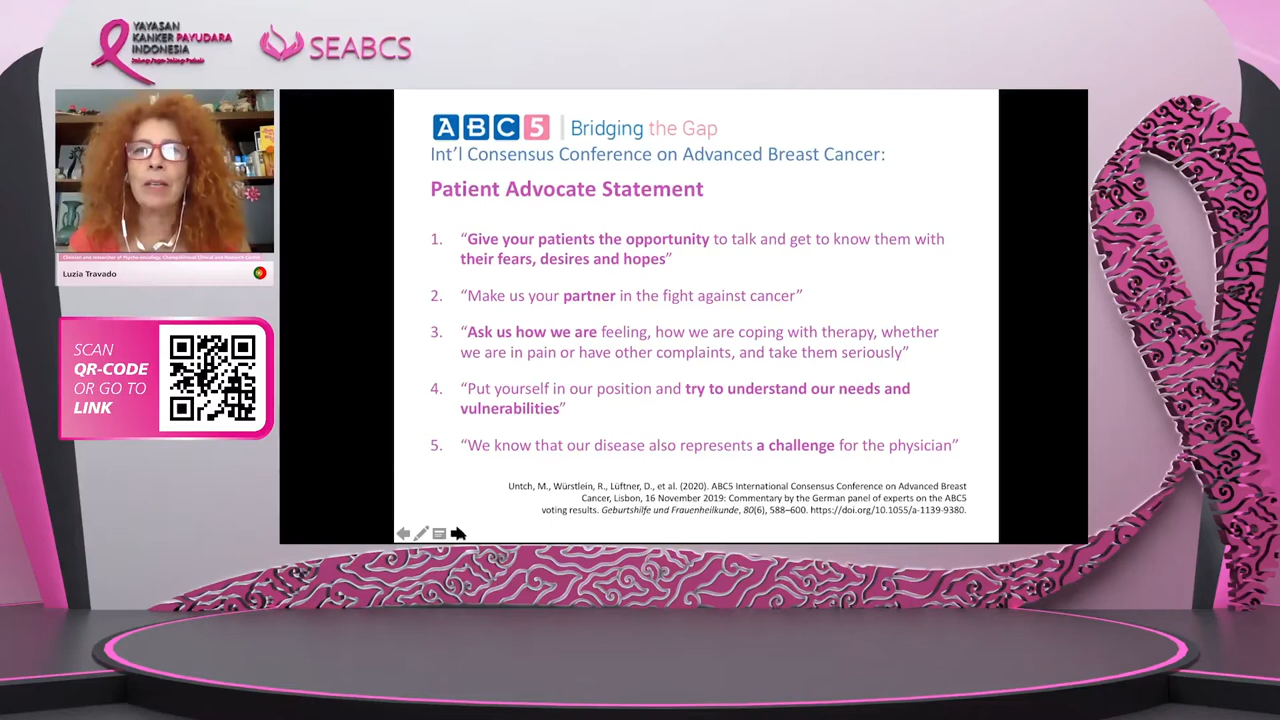 YAYASAN
KANKER PAYUDARA
INDONESIA
SEABCS
Luzia Travado
SCAN
QR-CODE
OR GO TO
LINK
ABC5 | Bridging the Gap
Int’l Consensus Conference on Advanced Breast Cancer:
Patient Advocate Statement
1. “Give your patients the opportunity to talk and get to know them with
their fears, desires and hopes”
2. “Make us your partner in the fight against cancer”
3. “Ask us how we are feeling, how we are coping with therapy, whether
we are in pain or have other complaints, and take them seriously”
4. “Put yourself in our position and try to understand our needs and
vulnerabilities”
5. “We know that our disease also represents a challenge for the physician”
Untch, M., Würstlein, R., Lüftner, D., et al. (2020). ABC5 International Consensus Conference on Advanced Breast
Cancer, Lisbon, 16 November 2019: Commentary by the German panel of experts on the ABC5
voting results. Geburtshilfe und Frauenheilkunde, 80(6), 588–600. https://doi.org/10.1055/a-1139-9380.